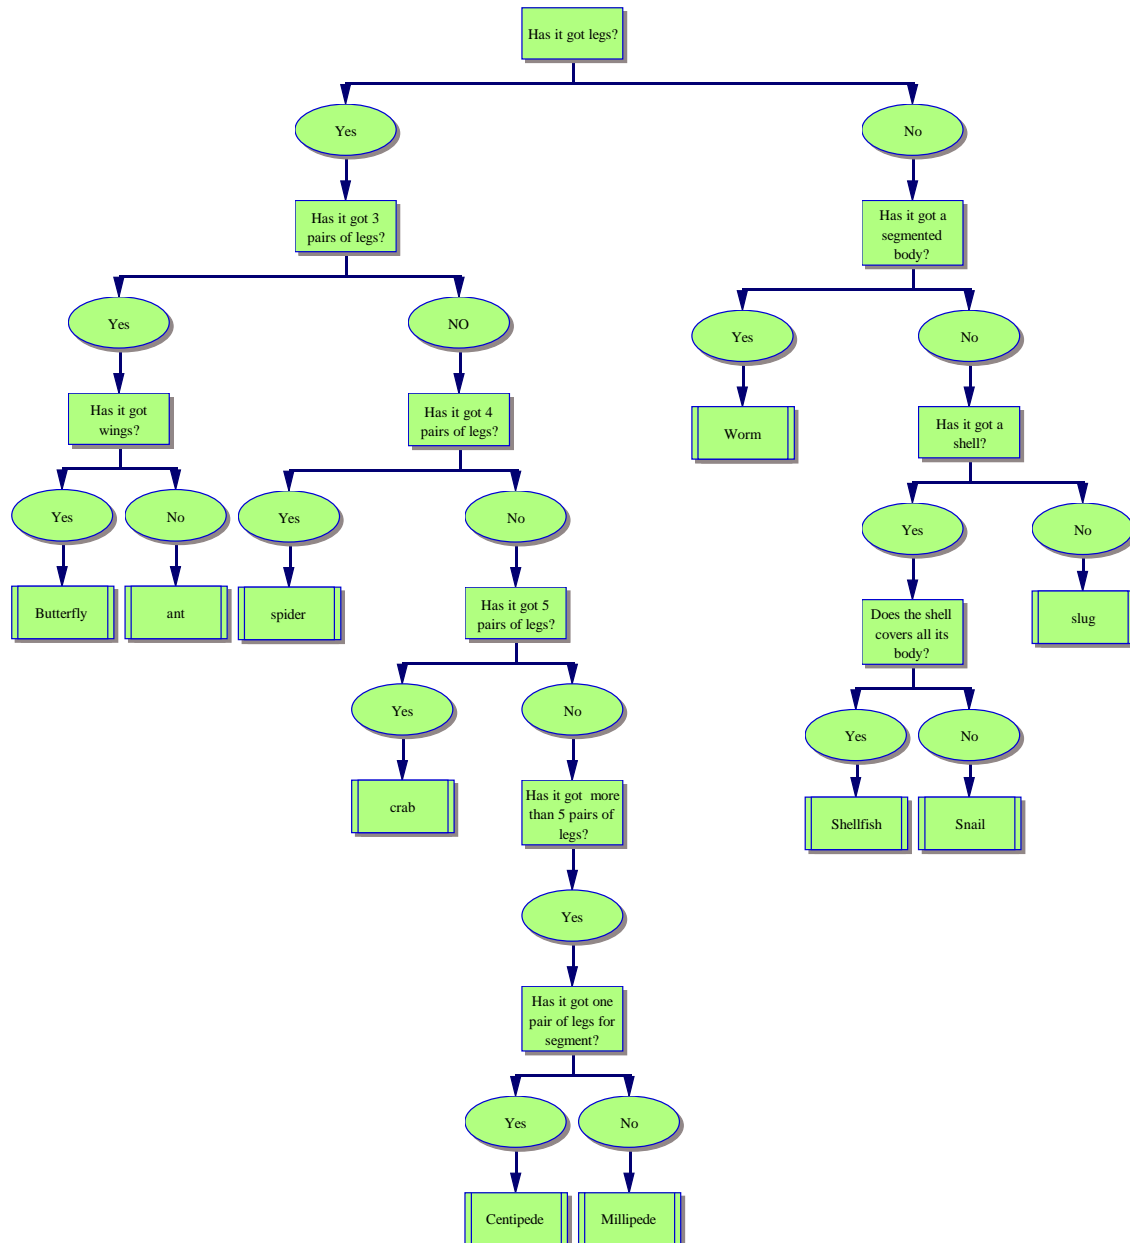 Has it got legs?
Yes
No
Has it got 3
pairs of legs?
Has it got a
segmented
body?
Yes
NO
Yes
No
Has it got
wings?
Has it got 4
pairs of legs?
Worm
Has it got a
shell?
Yes
No
Yes
No
Yes
No
Butterfly
ant
spider
Has it got 5
pairs of legs?
Does the shell
covers all its
body?
slug
Yes
No
Yes
No
crab
Has it got  more
than 5 pairs of
legs?
Shellfish
Snail
Yes
Has it got one
pair of legs for
segment?
Yes
No
Centipede
Millipede